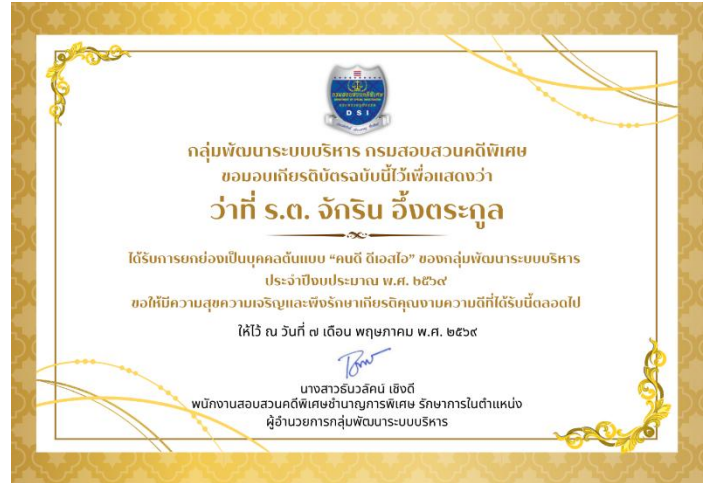 DSI
กลุ่มพัฒนาระบบบริหาร กรมสอบสวนคดีพิเศษ
ขอมอบเกียรติบัตรฉบับนี้ไว้เพื่อแสดงว่า
ว่าที่ ร.ต. จักริน อึ้งตระกูล
ได้รับการยกย่องเป็นบุคคลต้นแบบ “คนดี ดีเอสไอ” ของกลุ่มพัฒนาระบบบริหาร
ประจำปีงบประมาณ พ.ศ. ๒๕๖๙
ขอให้มีความสุขความเจริญและพึงรักษาเกียรติคุณงามความดีที่ได้รับนี้ตลอดไป
ให้ไว้ ณ วันที่ ๗ เดือน พฤษภาคม พ.ศ. ๒๕๖๙
นางสาวธันวลัคน์ เชิงดี
พนักงานสอบสวนคดีพิเศษชำนาญการพิเศษ รักษาการในตำแหน่ง
ผู้อำนวยการกลุ่มพัฒนาระบบบริหาร